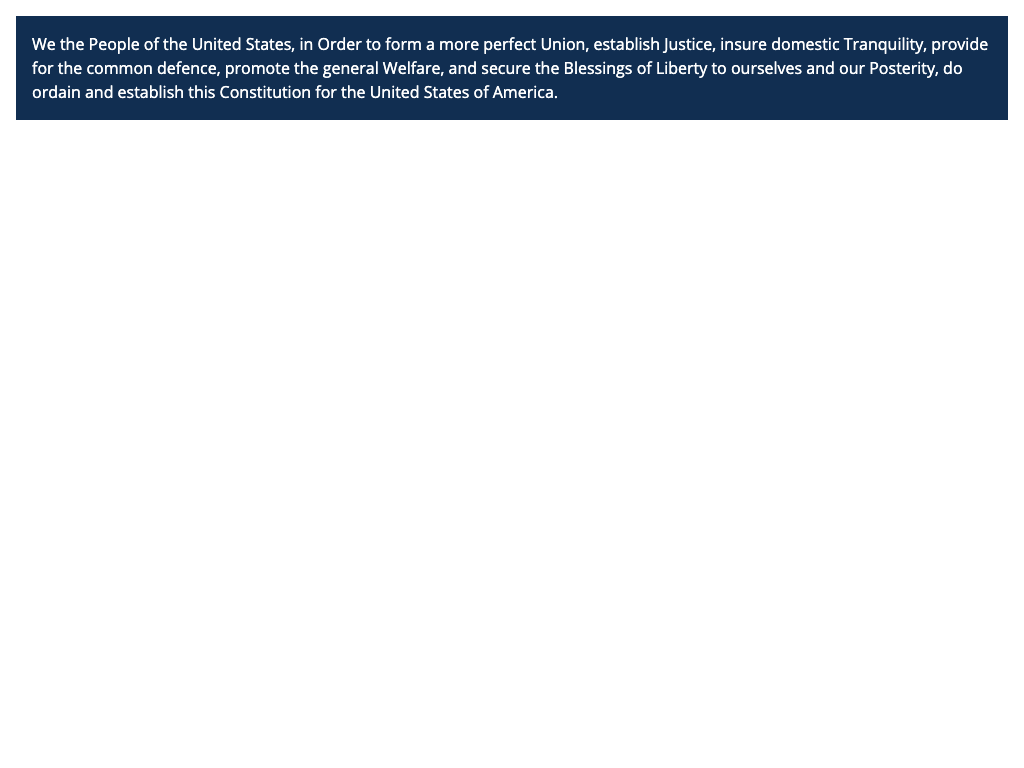 We the People of the United States, in Order to form a more perfect Union, establish Justice, insure domestic Tranquility, provide
for the common defence, promote the general Welfare, and secure the Blessings of Liberty to ourselves and our Posterity, do
ordain and establish this Constitution for the United States of America.